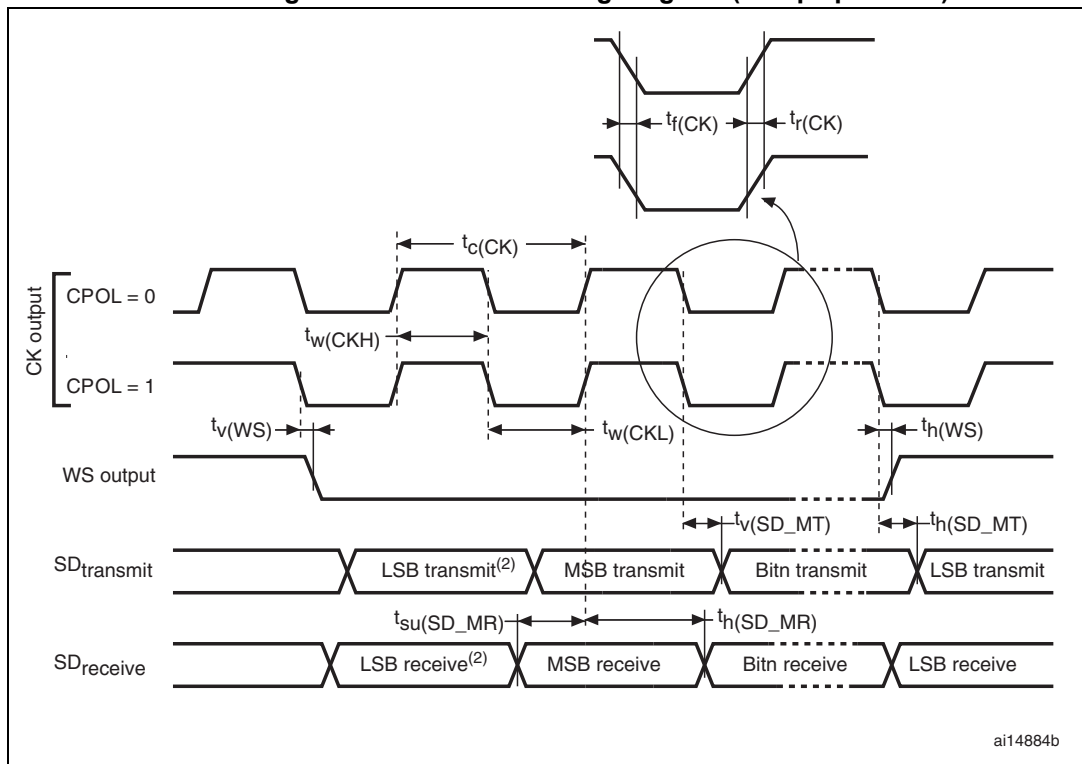 tf(CK)
tr(CK)
tc(CK)
CK output
CPOL = 0
tw(CKH)
CPOL = 1
tv(WS)
tw(CKL)
th(WS)
WS output
tv(SD_MT)
th(SD_MT)
SDtransmit
LSB transmit(2)
MSB transmit
Bitn transmit
LSB transmit
tsu(SD_MR)
th(SD_MR)
SDreceive
LSB receive(2)
MSB receive
Bitn receive
LSB receive
ai14884b